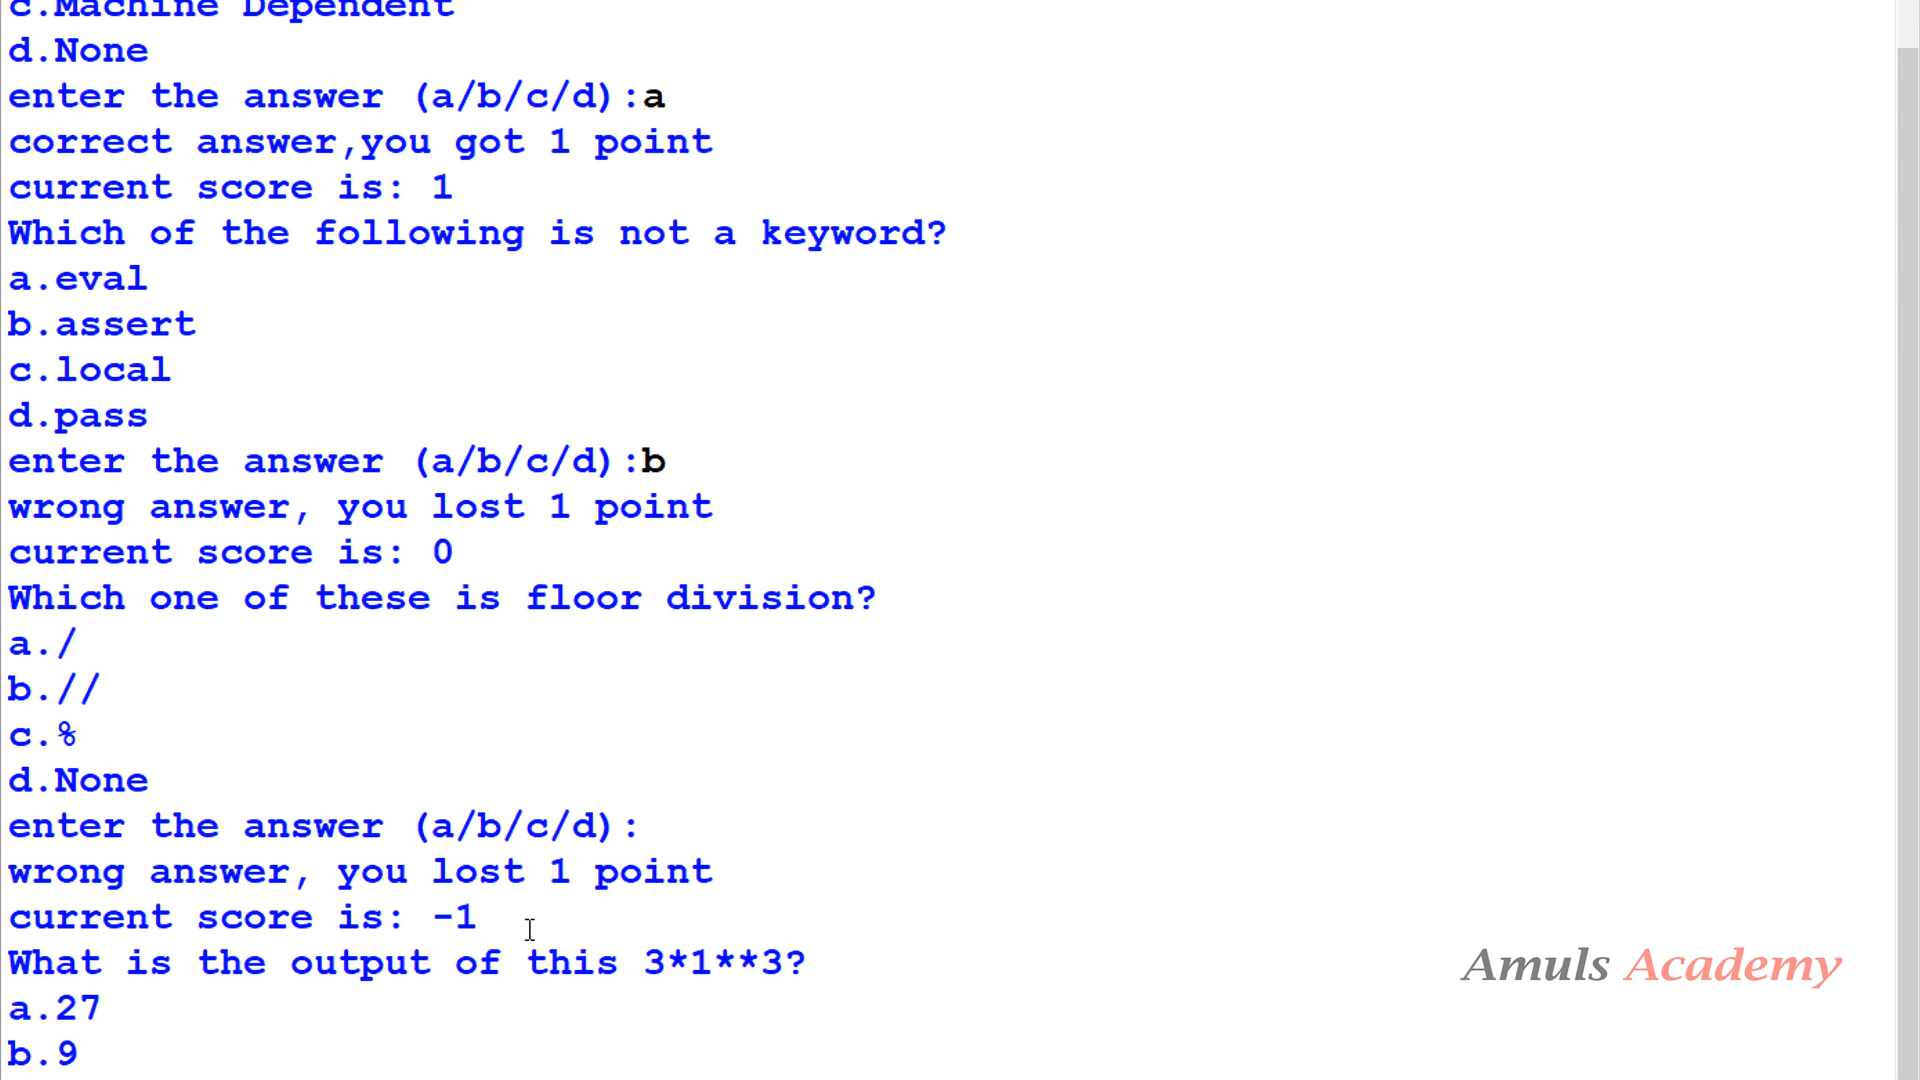 c.Machine Dependent
d.None
enter the answer (a/b/c/d):a
correct answer,you got 1 point
current score is: 1
Which of the following is not a keyword?
a.eval
b.assert
c.local
d.pass
enter the answer (a/b/c/d):b
wrong answer, you lost 1 point
current score is: 0
Which one of these is floor division?
a./
b.//
c.%
d.None
enter the answer (a/b/c/d):
wrong answer, you lost 1 point
current score is: -1
What is the output of this 3*1**3?
a.27
b.9
Amuls Academy